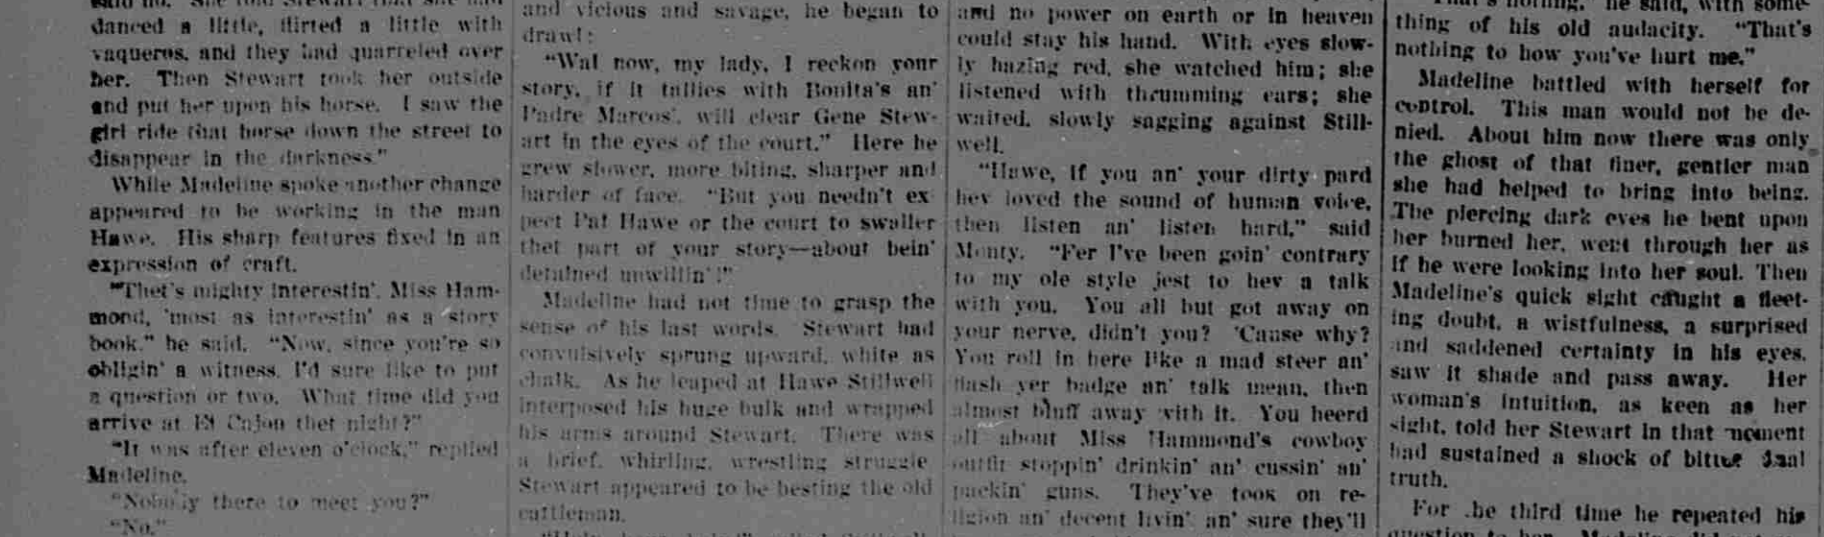 danced a little, flirted a little with
vaqueros, and they had quarreled over
her. Then Stewart took her outside
and put her upon his horse. I saw the
girl ride that horse down the street to
disappear in the darkness."
While Madeline spoke another change
appeared to be working in the man
Hawe. His sharp features fixed in an
expression of craft.
"Thet's mighty interestin', Miss Ham-
mond, 'most as interestin' as a story
book," he said. "Now, since you're so
obligin' a witness, I'd sure like to put
a question or two. What time did you
arrive at El Cajon thet night?"
"It was after eleven o'clock," replied
Madeline.
"Nobody there to meet you?"
"No."
and vicious and savage, he began to
drawl:
"Wal now, my lady, I reckon your
story, if it tallies with Bonita's an'
Padre Marcos', will clear Gene Stew-
art in the eyes of the court." Here he
grew slower, more biting, sharper and
harder of face. "But you needn't ex
pect Pat Hawe or the court to swaller
thet part of your story—about bein'
detained unwillin'!"
Madeline had not time to grasp the
sense of his last words. Stewart had
convulsively sprung upward, white as
chalk. As he leaped at Hawe Stillwell
interposed his huge bulk and wrapped
his arms around Stewart. There was
a brief, whirling, wrestling struggle
Stewart appeared to be besting the old
cattleman.
and no power on earth or in heaven
could stay his hand. With eyes slow-
ly hazing red, she watched him; she
listened with thrumming ears; she
waited, slowly sagging against Still-
well.
"Hawe, if you an' your dirty pard
hev loved the sound of human voice,
then listen an' listen hard," said
Monty. "Fer I've been goin' contrary
to my ole style jest to hev a talk
with you. You all but got away on
your nerve, didn't you? 'Cause why?
You roll in here like a mad steer an'
flash yer badge an' talk mean, then
almost bluff away with it. You heerd
all about Miss Hammond's cowboy
outfit stoppin' drinkin' an' cussin' an'
packin' guns. They've took on re-
ligion an' decent livin', an' sure they'll
"That's nothing," he said, with some-
thing of his old audacity. "That's
nothing to how you've hurt me."
Madeline battled with herself for
control. This man would not be de-
nied. About him now there was only
the ghost of that finer, gentler man
she had helped to bring into being.
The piercing dark eyes he bent upon
her burned her, went through her as
if he were looking into her soul. Then
Madeline's quick sight caught a fleet-
ing doubt, a wistfulness, a surprised
and saddened certainty in his eyes,
saw it shade and pass away. Her
woman's intuition, as keen as her
sight, told her Stewart in that moment
had sustained a shock of bitter
truth.
For the third time he repeated his